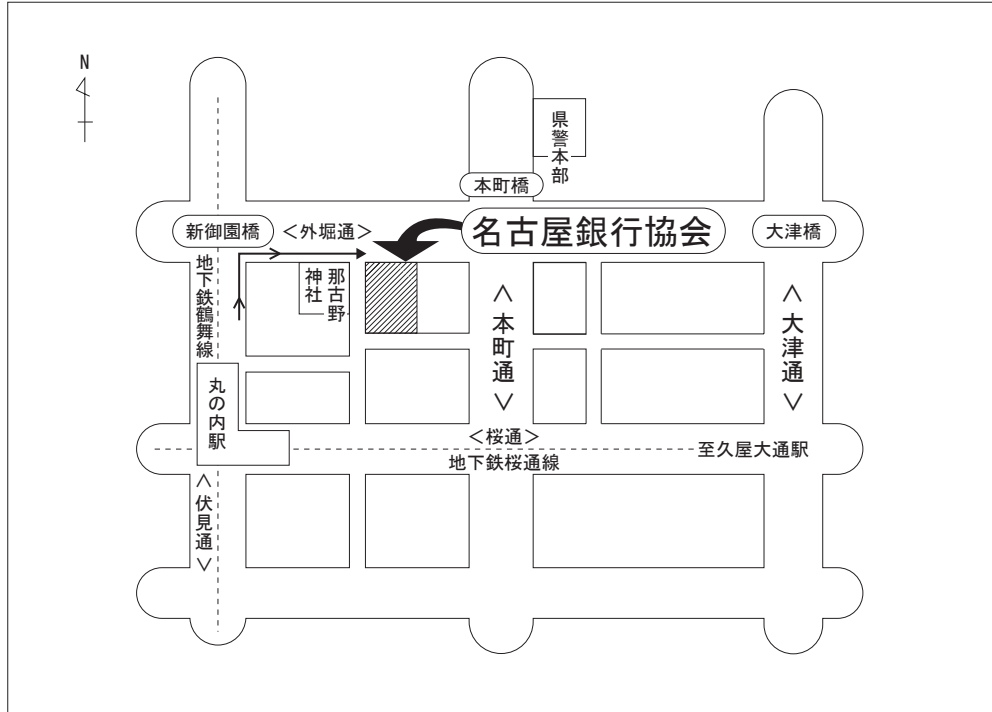 N
県警本部
本町橋
新御園橋
<外堀通>
名古屋銀行協会
大津橋
地下鉄鶴舞線
那古野
神社
<本町通>
<大津通>
丸の内駅
<桜通>
地下鉄桜通線
至久屋大通駅
<伏見通>